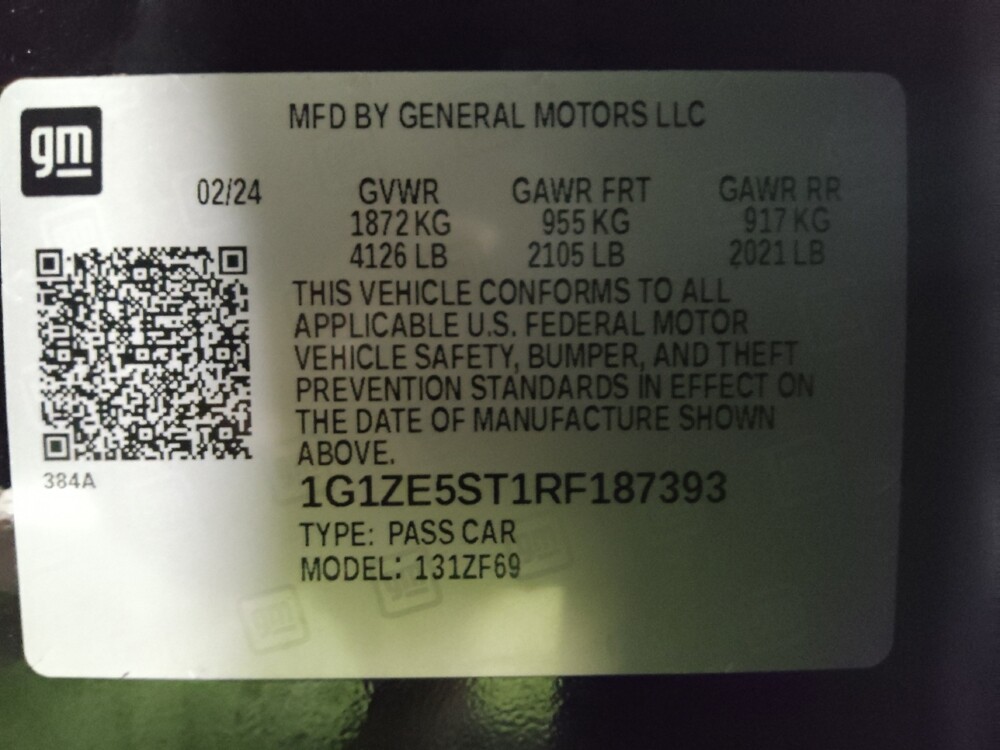 gm
MFD BY GENERAL MOTORS LLC
02/24 GVWR GAWR FRT GAWR RR
1872 KG 955 KG 917 KG
4126 LB 2105 LB 2021 LB
THIS VEHICLE CONFORMS TO ALL
APPLICABLE U.S. FEDERAL MOTOR
VEHICLE SAFETY, BUMPER, AND THEFT
PREVENTION STANDARDS IN EFFECT ON
THE DATE OF MANUFACTURE SHOWN
ABOVE.
384A
1G1ZE5ST1RF187393
TYPE: PASS CAR
MODEL: 131ZF69